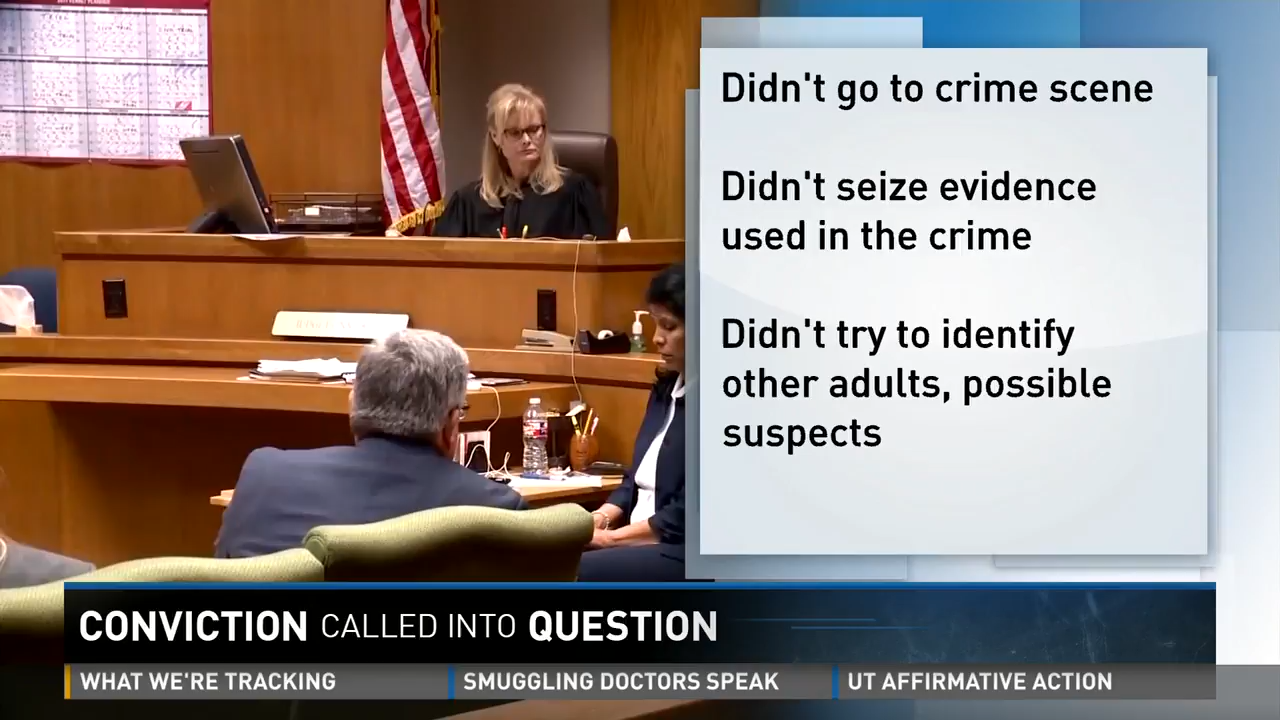 Didn't go to crime scene
Didn't seize evidence
used in the crime
Didn't try to identify
other adults, possible
suspects
CONVICTION CALLED INTO QUESTION
WHAT WE'RE TRACKING
SMUGGLING DOCTORS SPEAK
UT AFFIRMATIVE ACTION